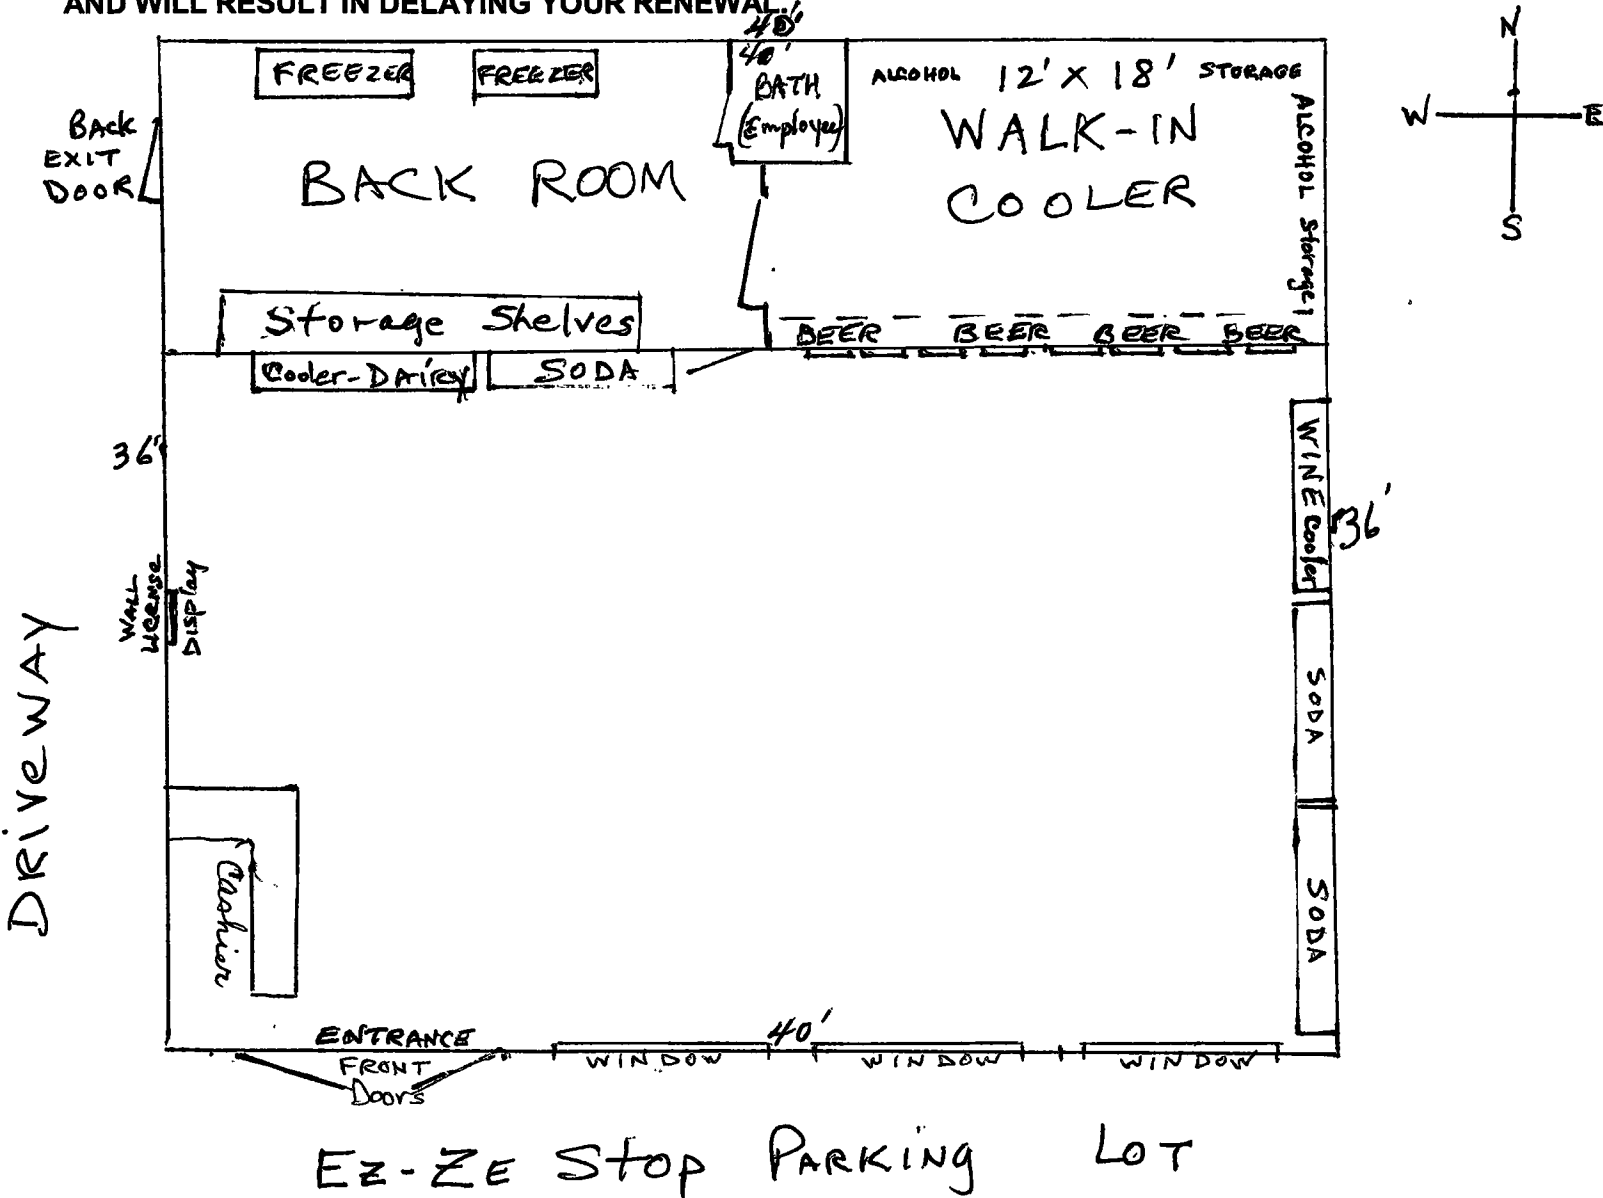 AND WILL RESULT IN DELAYING YOUR RENEWAL.
40'
40'
FREEZER
FREEZER
BATH
(Employee)
ALCOHOL 12' X 18' STORAGE
WALK-IN
COOLER
ALCOHOL Storage
BACK
EXIT
DOOR
BACK ROOM
N
W
E
S
Storage Shelves
BEER BEER BEER BEER
Cooler-DAirey
SODA
36'
WINE Cooler
36'
WALL
LICENSE
DISPlay
SODA
DRiveWAY
Cashier
SODA
ENTRANCE
40'
FRONT
Doors
WINDOW
WINDOW
WINDOW
EZ-ZE Stop PARKING LOT